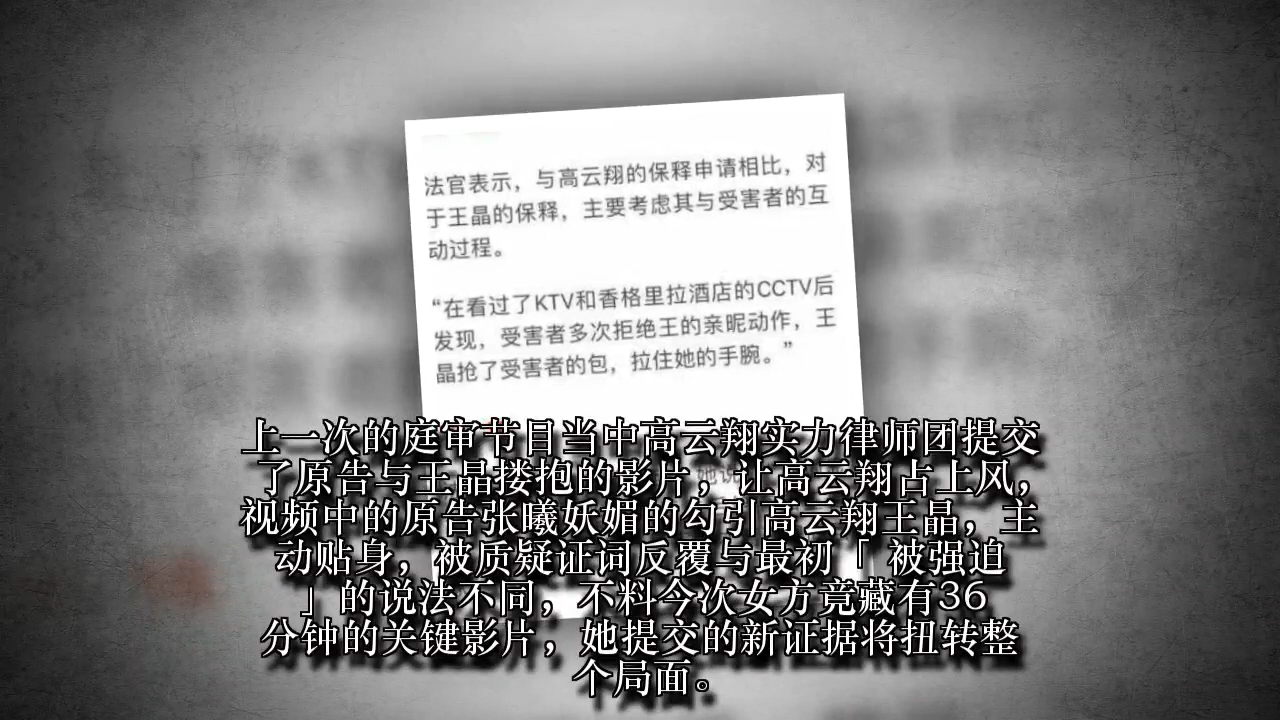 法官表示，与高云翔的保释申请相比，对
于王晶的保释，主要考虑其与受害者的互
动过程。
“在看过了KTV和香格里拉酒店的CCTV后
发现，受害者多次拒绝王的亲昵动作，王
晶抢了受害者的包，拉住她的手腕。”
上一次的庭审节目当中高云翔实力律师团提交
了原告与王晶搂抱的影片，让高云翔占上风，
视频中的原告张曦妖媚的勾引高云翔王晶，主
动贴身，被质疑证词反覆与最初「 被强迫
」的说法不同，不料今次女方竟藏有36
分钟的关键影片，她提交的新证据将扭转整
个局面。